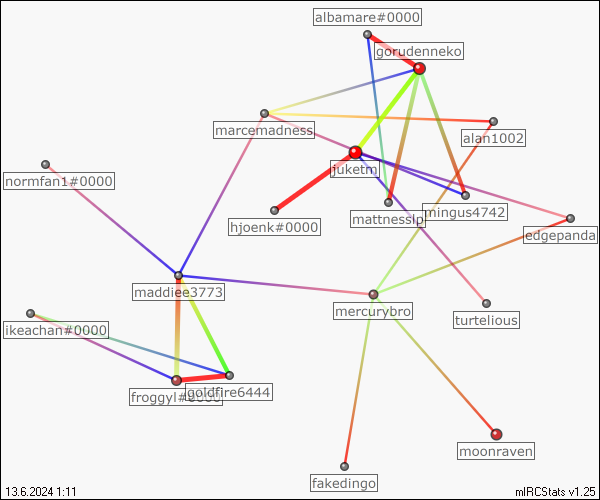 albamare#0000
gorudenneko
marcemadness
alan1002
juketm
normfan1#0000
mattnesslp
mingus4742
hjoenk#0000
edgepanda
maddiee3773
mercurybro
turtelious
ikeachan#0000
goldfire6444
froggyl#0000
moonraven
fakedingo
13.6.2024 1:11
mIRCStats v1.25